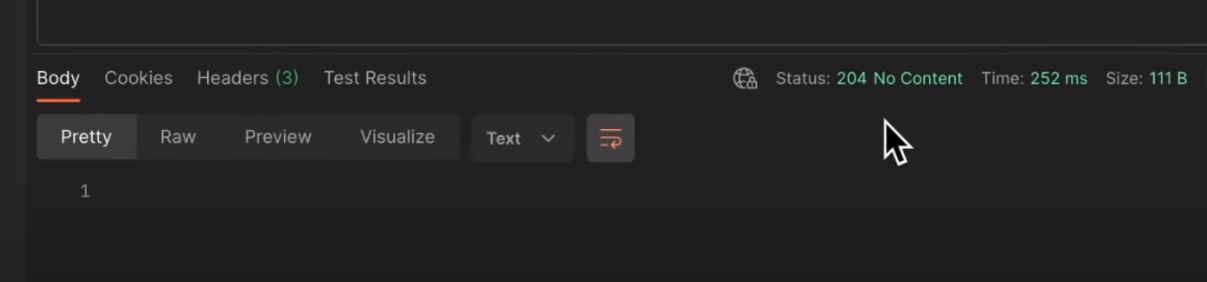 Body Cookies Headers (3) Test Results Status: 204 No Content Time: 252 ms Size: 111 B
Pretty Raw Preview Visualize Text
1